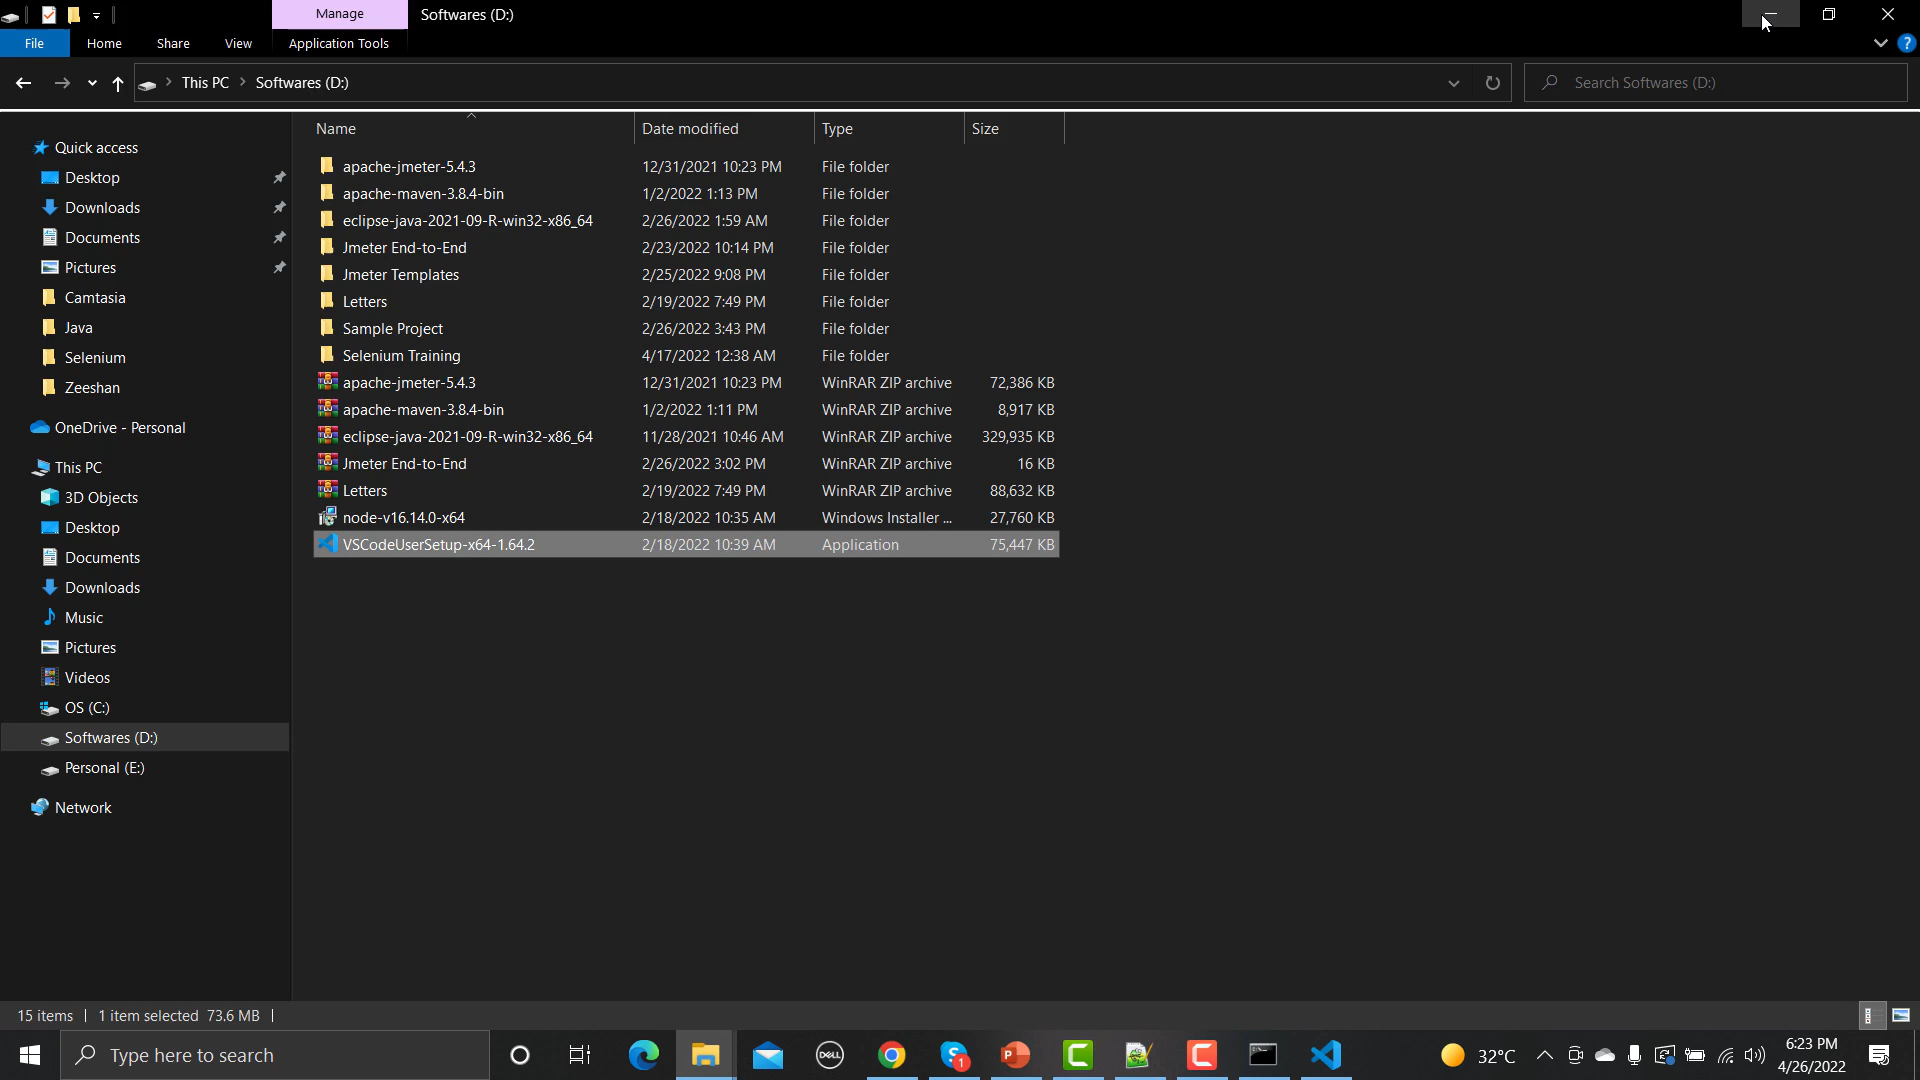 Manage
Softwares (D:)
File
Home
Share
View
Application Tools
?
This PC
Softwares (D:)
Search Softwares (D:)
Name
Date modified
Type
Size
Quick access
Desktop
Downloads
Documents
Pictures
Camtasia
Java
Selenium
Zeeshan
OneDrive - Personal
This PC
3D Objects
Desktop
Documents
Downloads
Music
Pictures
Videos
OS (C:)
Softwares (D:)
Personal (E:)
Network
apache-jmeter-5.4.3 12/31/2021 10:23 PM File folder
apache-maven-3.8.4-bin 1/2/2022 1:13 PM File folder
eclipse-java-2021-09-R-win32-x86_64 2/26/2022 1:59 AM File folder
Jmeter End-to-End 2/23/2022 10:14 PM File folder
Jmeter Templates 2/25/2022 9:08 PM File folder
Letters 2/19/2022 7:49 PM File folder
Sample Project 2/26/2022 3:43 PM File folder
Selenium Training 4/17/2022 12:38 AM File folder
apache-jmeter-5.4.3 12/31/2021 10:23 PM WinRAR ZIP archive 72,386 KB
apache-maven-3.8.4-bin 1/2/2022 1:11 PM WinRAR ZIP archive 8,917 KB
eclipse-java-2021-09-R-win32-x86_64 11/28/2021 10:46 AM WinRAR ZIP archive 329,935 KB
Jmeter End-to-End 2/26/2022 3:02 PM WinRAR ZIP archive 16 KB
Letters 2/19/2022 7:49 PM WinRAR ZIP archive 88,632 KB
node-v16.14.0-x64 2/18/2022 10:35 AM Windows Installer ... 27,760 KB
VSCodeUserSetup-x64-1.64.2 2/18/2022 10:39 AM Application 75,447 KB
15 items
1 item selected 73.6 MB
Type here to search
DELL
S
1
P
C
C
32°C
6:23 PM
4/26/2022